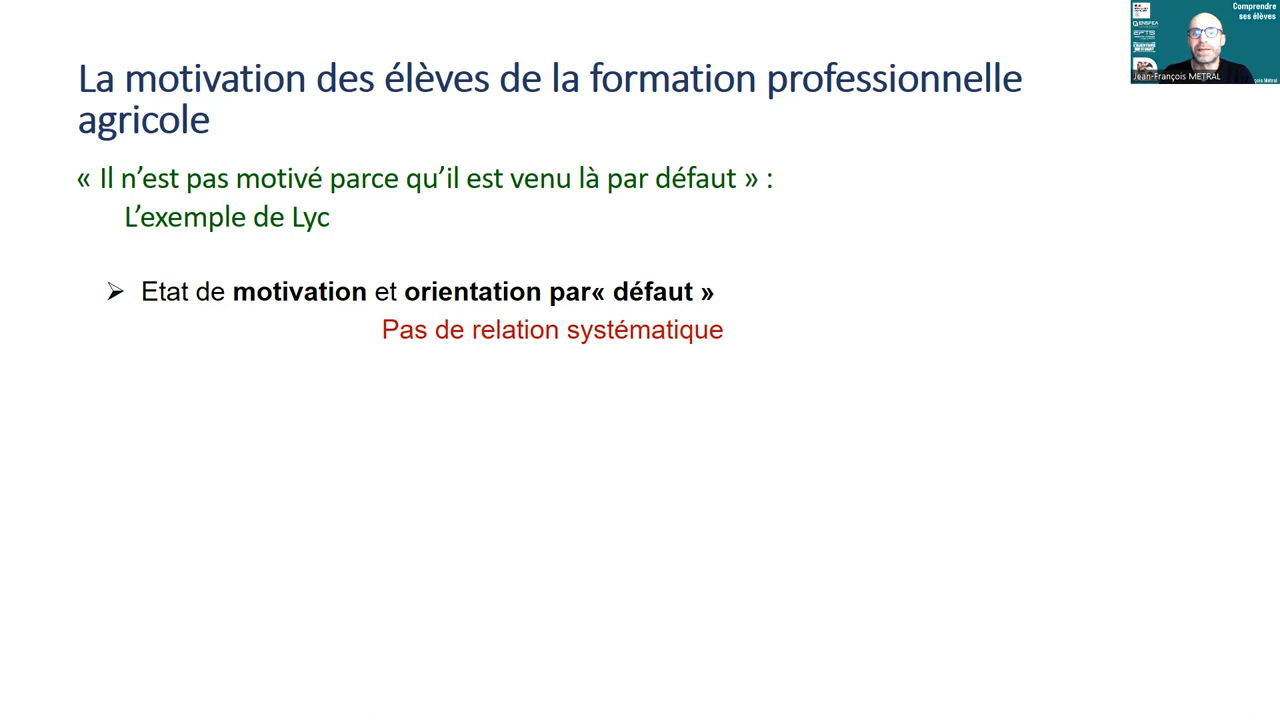 La motivation des élèves de la formation professionnelle
agricole
« Il n’est pas motivé parce qu’il est venu là par défaut » :
L’exemple de Lyc
➢ Etat de motivation et orientation par« défaut »
Pas de relation systématique
Comprendre
ses élèves
ENSFEA
EFTS
Jean-François METRAL